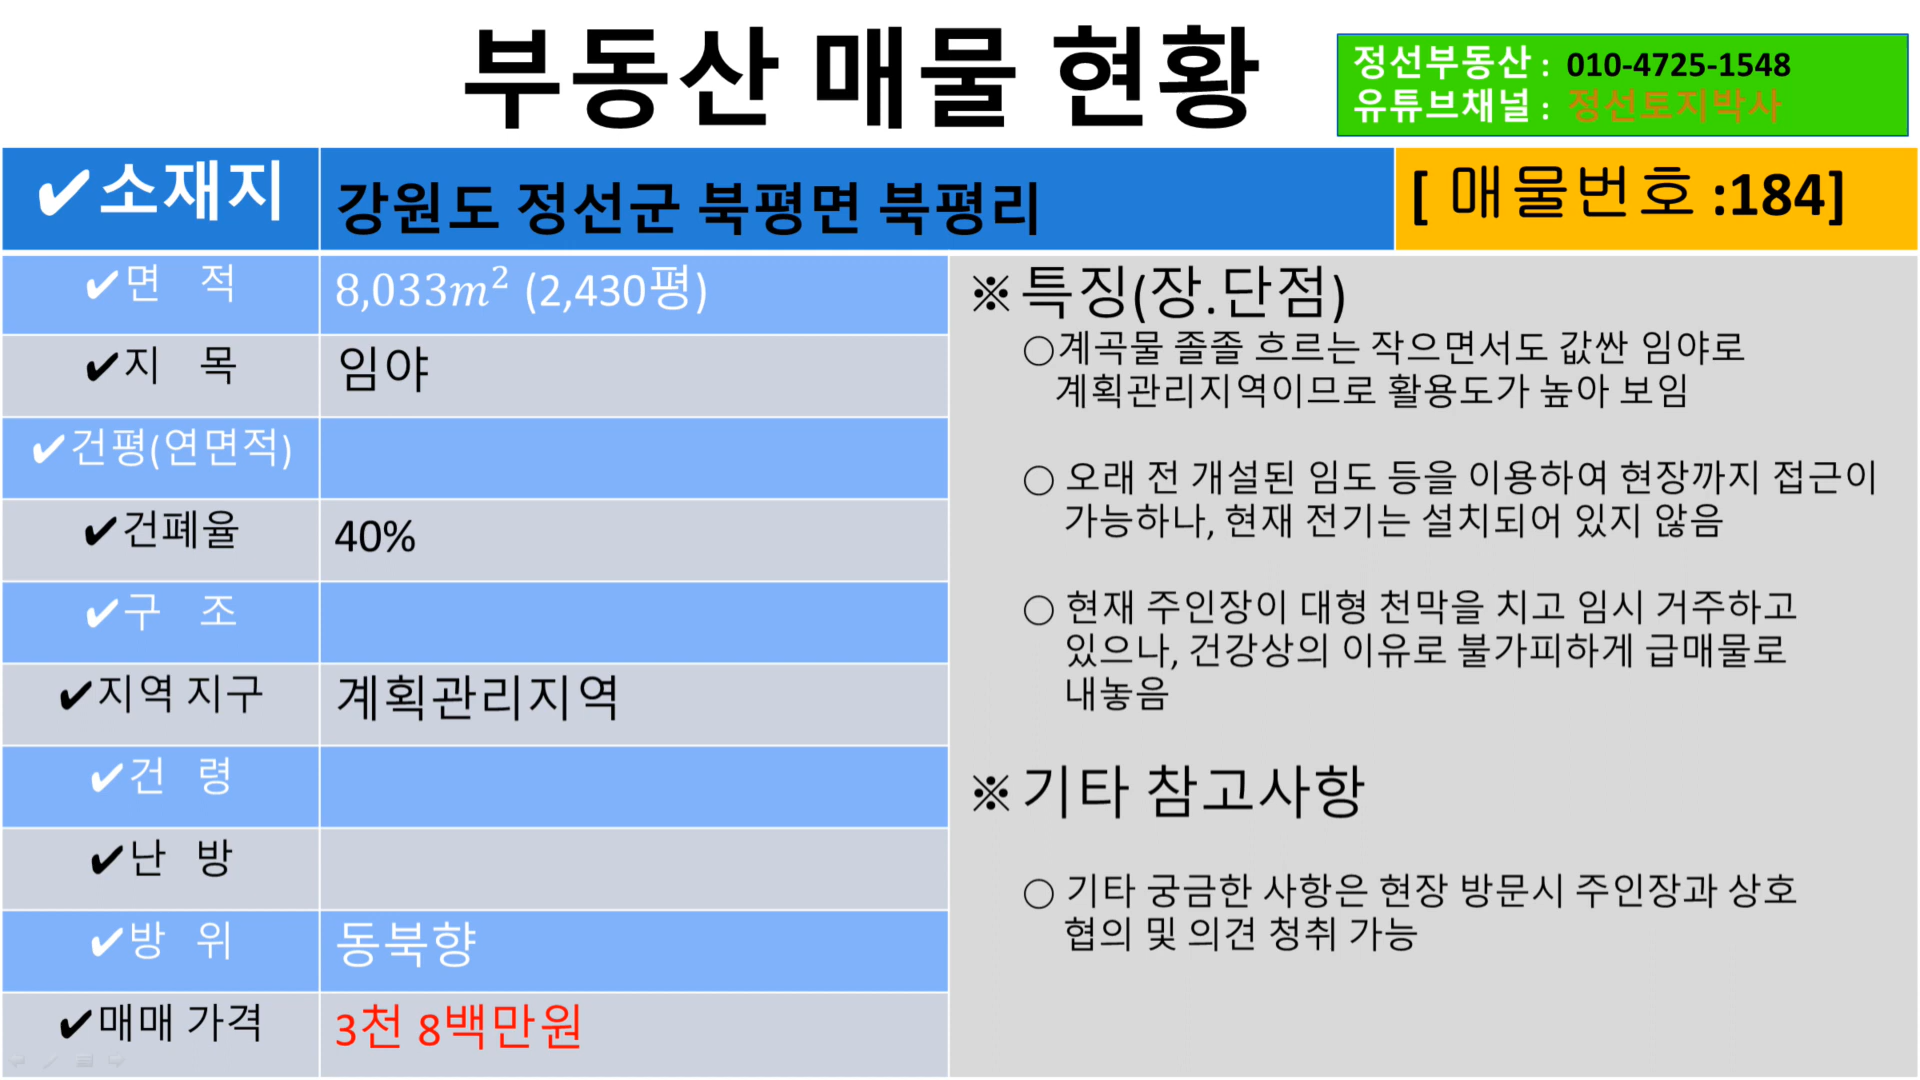 부동산 매물 현황
정선부동산 : 010-4725-1548
유튜브채널 : 정선토지박사
✔소재지 강원도 정선군 북평면 북평리 [ 매물번호 :184]
✔면 적 8,033m² (2,430평)
✔지 목 임야
✔건평(연면적)
✔건폐율 40%
✔구 조
✔지역 지구 계획관리지역
✔건 령
✔난 방
✔방 위 동북향
✔매매 가격 3천 8백만원
※ 특징(장.단점)
○계곡물 졸졸 흐르는 작으면서도 값싼 임야로
계획관리지역이므로 활용도가 높아 보임
○ 오래 전 개설된 임도 등을 이용하여 현장까지 접근이
가능하나, 현재 전기는 설치되어 있지 않음
○ 현재 주인장이 대형 천막을 치고 임시 거주하고
있으나, 건강상의 이유로 불가피하게 급매물로
내놓음
※ 기타 참고사항
○ 기타 궁금한 사항은 현장 방문시 주인장과 상호
협의 및 의견 청취 가능